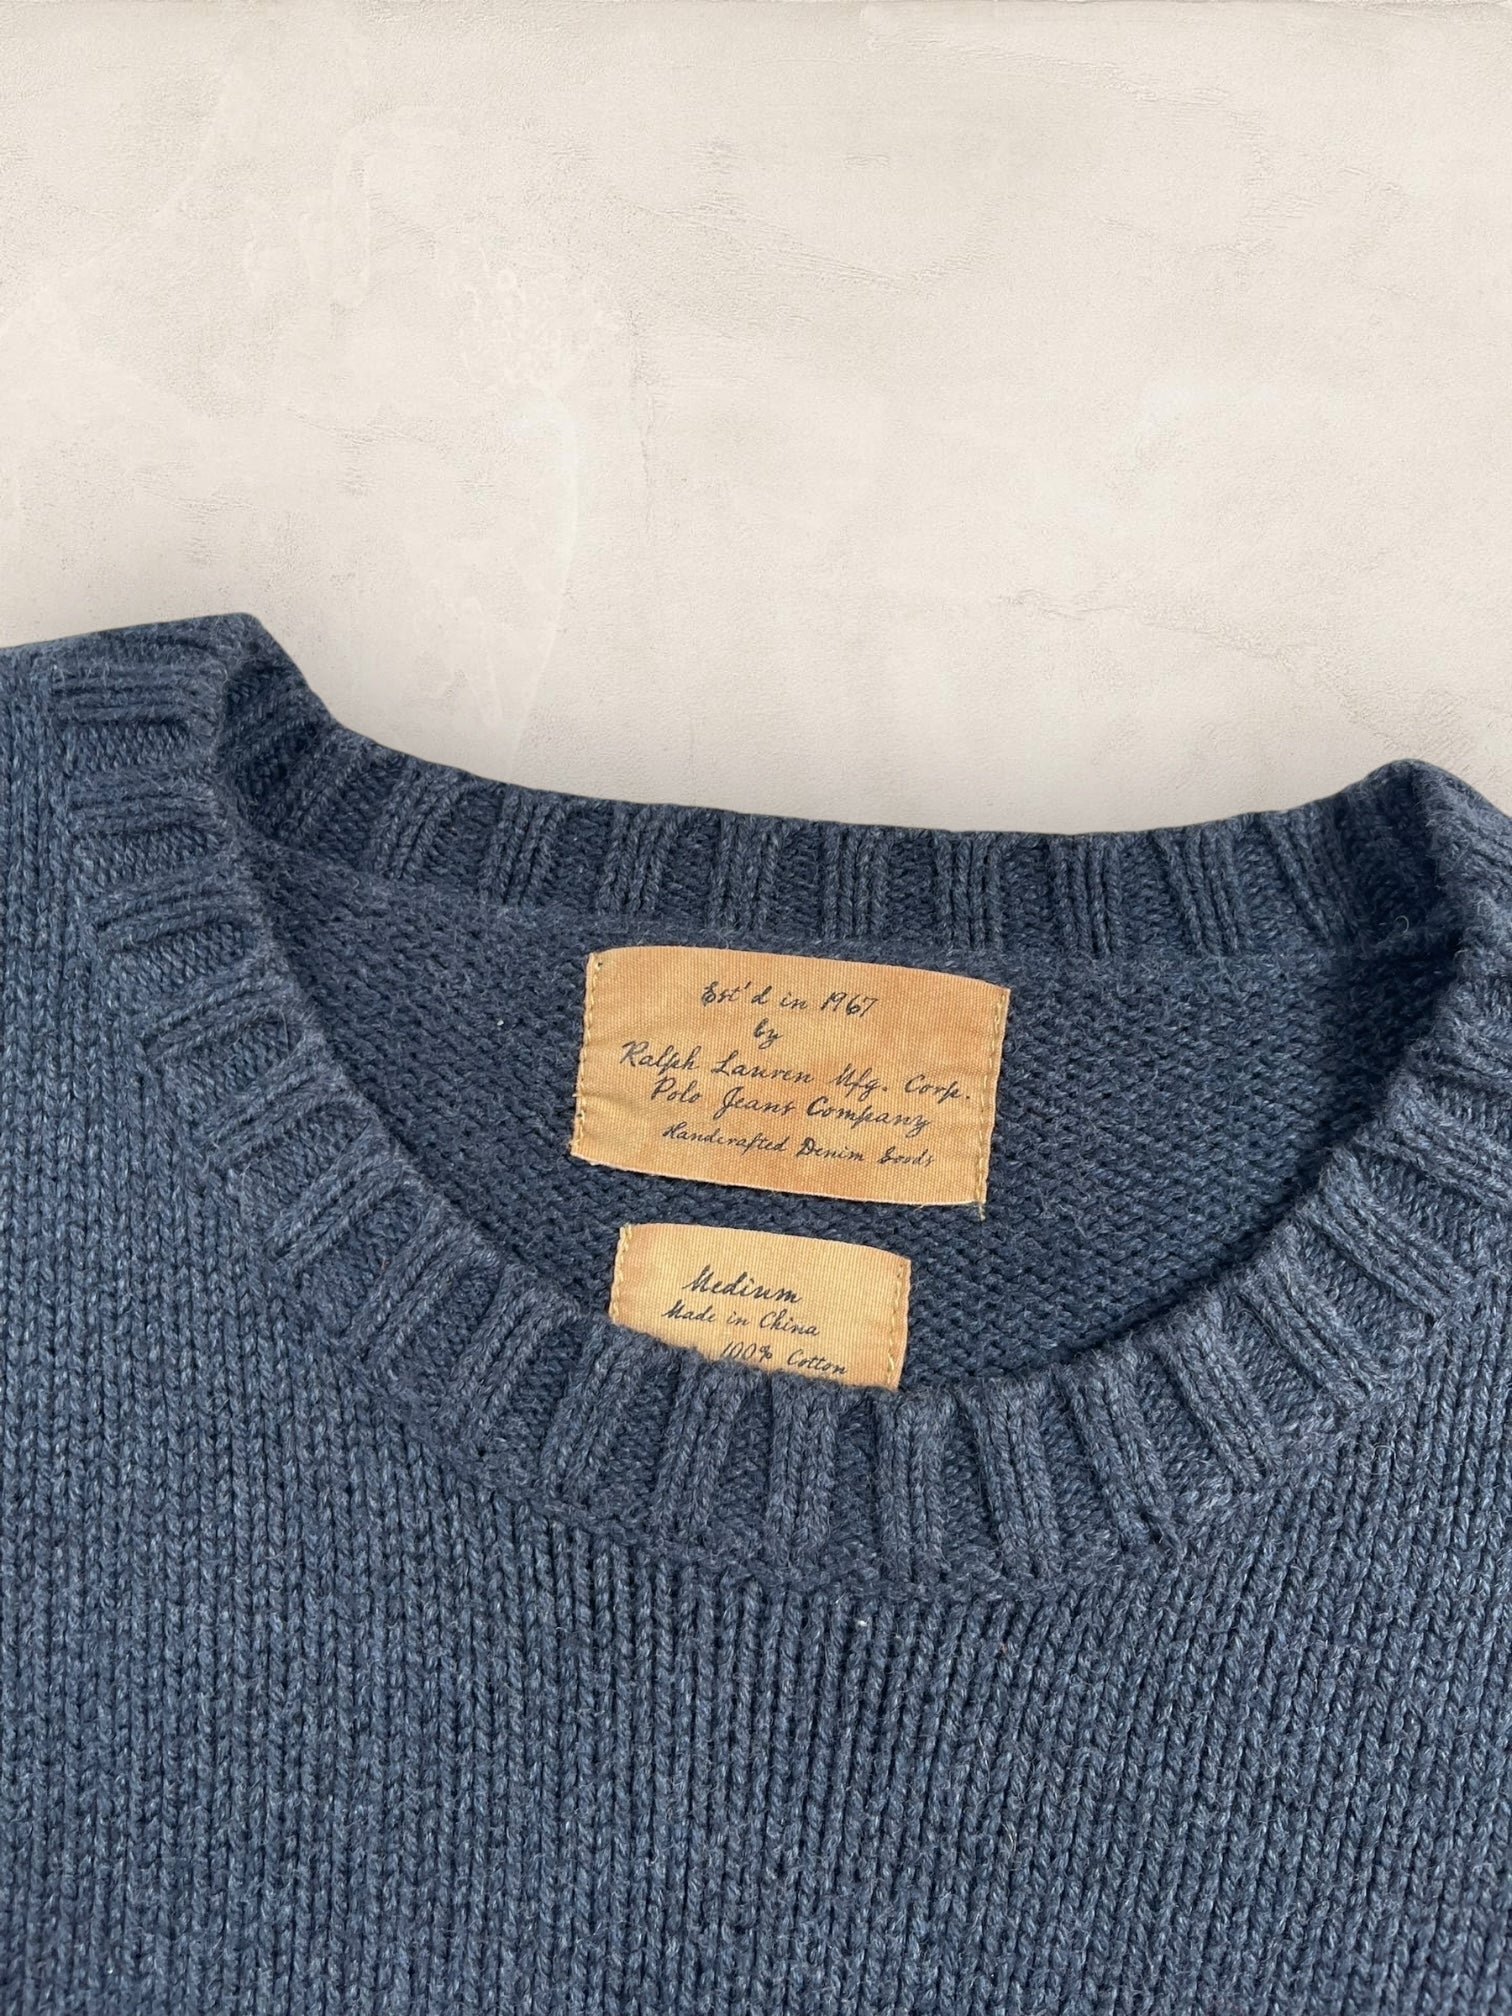 Est'd in 1967
by
Ralph Lauren Mfg. Corp.
Polo Jeans Company
Handcrafted Denim Goods
Medium
Made in China
100% Cotton